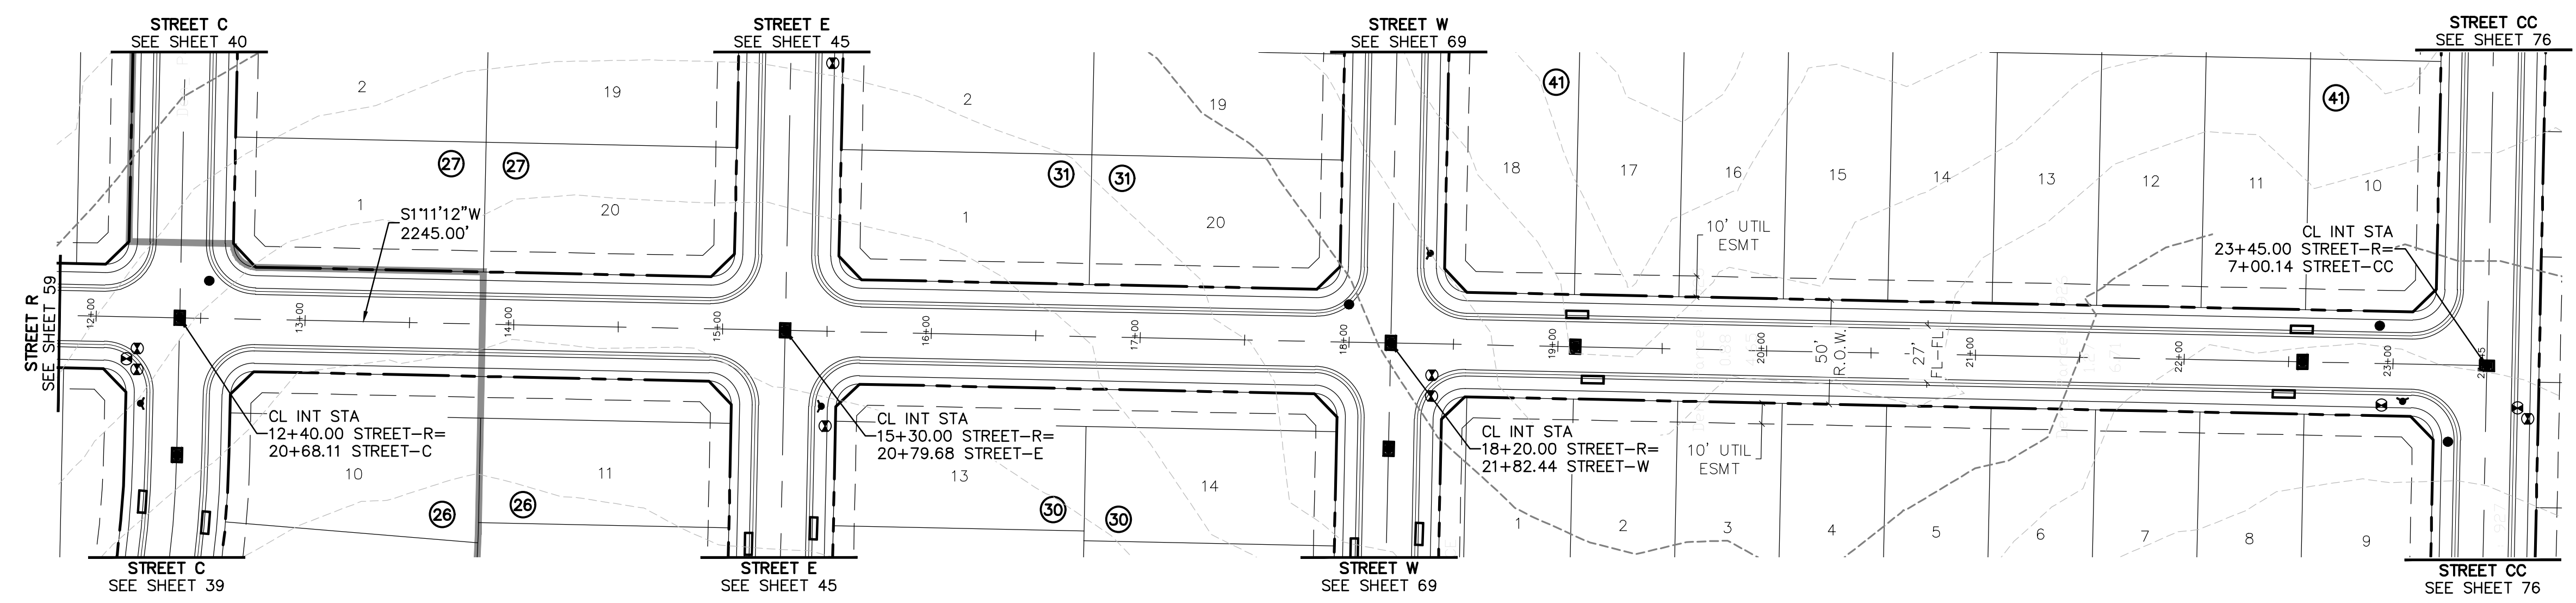 STREET C
SEE SHEET 40
STREET E
SEE SHEET 45
STREET W
SEE SHEET 69
STREET CC
SEE SHEET 76
2
19
2
19
41
41
27
27
31
31
18
17
16
15
14
13
12
11
10
1
20
1
20
S1°11'12"W
2245.00'
10' UTIL
ESMT
CL INT STA
23+45.00 STREET-R=
7+00.14 STREET-CC
STREET R
SEE SHEET 59
12+00
13+00
14+00
15+00
16+00
17+00
18+00
19+00
20+00
21+00
22+00
23+00
50'
R.O.W.
27'
FL-FL
CL INT STA
12+40.00 STREET-R=
20+68.11 STREET-C
CL INT STA
15+30.00 STREET-R=
20+79.68 STREET-E
CL INT STA
18+20.00 STREET-R=
21+82.44 STREET-W
10' UTIL
ESMT
10
11
13
14
26
26
30
30
1
2
3
4
5
6
7
8
9
STREET C
SEE SHEET 39
STREET E
SEE SHEET 45
STREET W
SEE SHEET 69
STREET CC
SEE SHEET 76